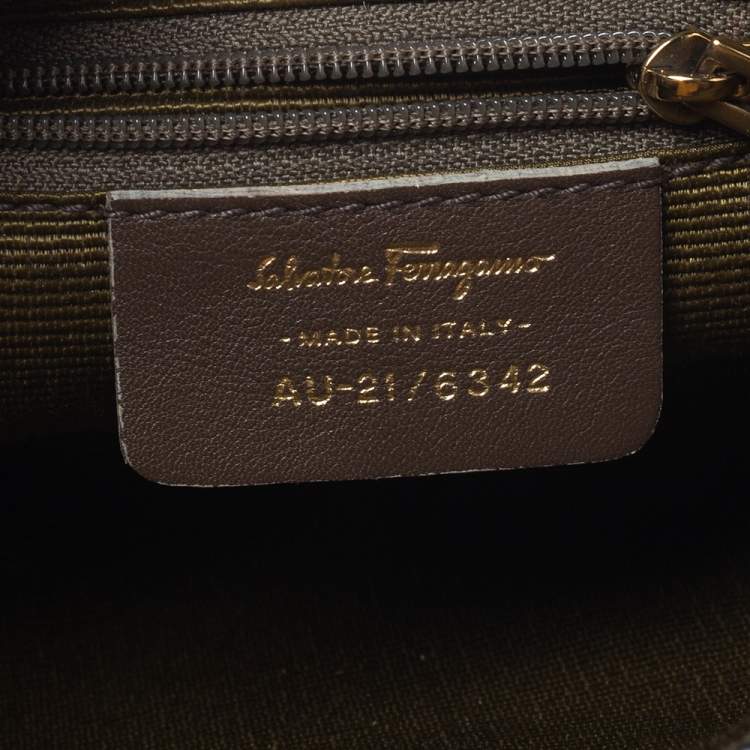 Salvatore Ferragamo
-MADE IN ITALY-
AU-21/6342